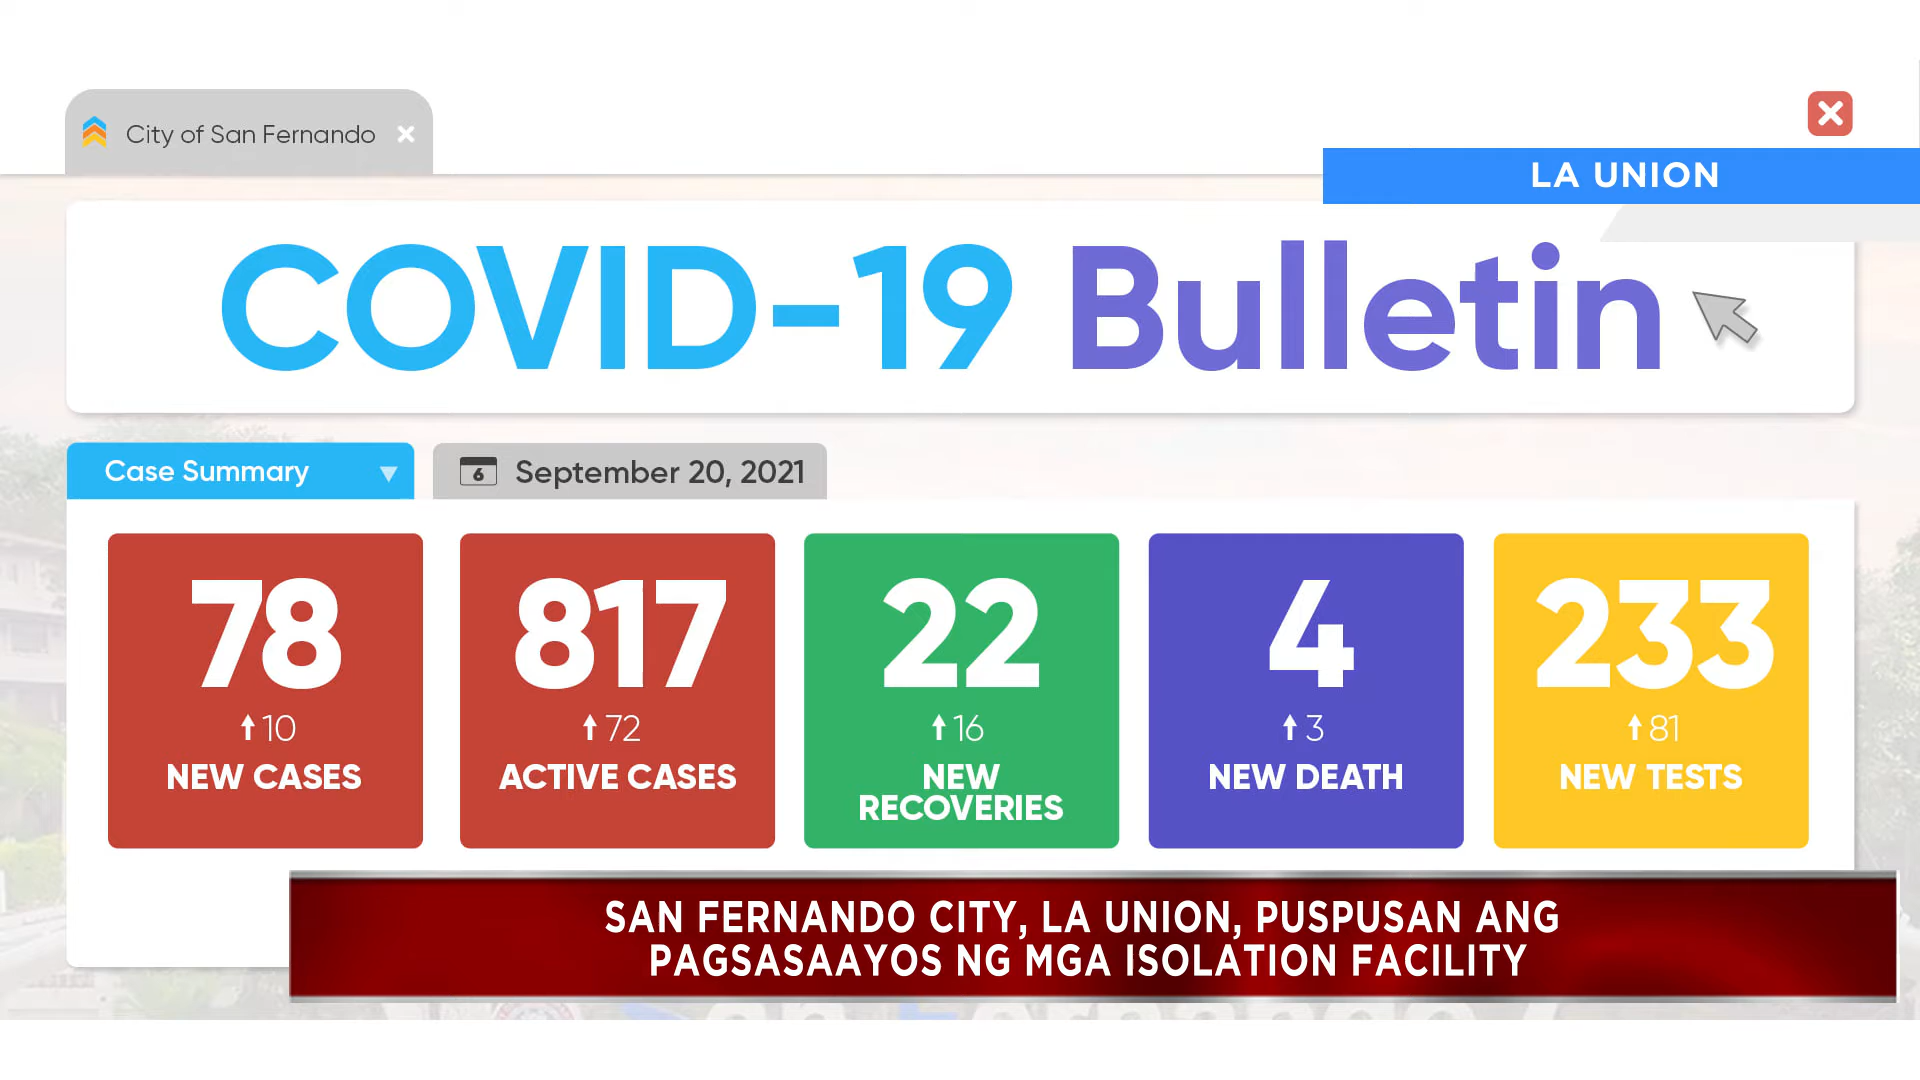 City of San Fernando
LA UNION
COVID-19 Bulletin
Case Summary
6 September 20, 2021
78
10
NEW CASES
817
72
ACTIVE CASES
22
16
NEW
RECOVERIES
4
3
NEW DEATH
233
81
NEW TESTS
SAN FERNANDO CITY, LA UNION, PUSPUSAN ANG
PAGSASAAYOS NG MGA ISOLATION FACILITY